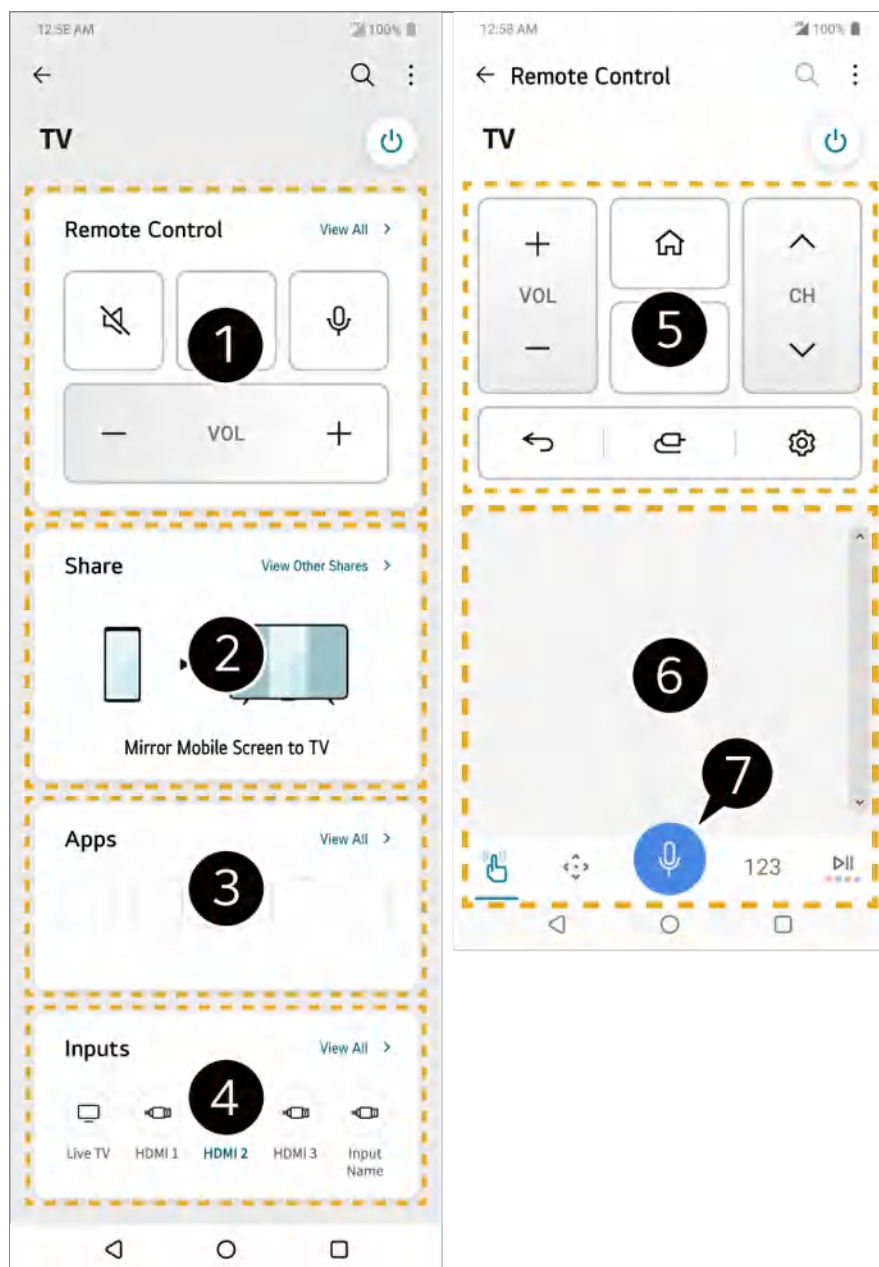 12:58 AM 100%
TV
Remote Control View All >
1
VOL
Share View Other Shares >
2
Mirror Mobile Screen to TV
Apps View All >
3
Inputs View All >
4
Live TV HDMI 1 HDMI 2 HDMI 3 Input
Name
12:58 AM 100%
Remote Control
TV
VOL CH
5
6
7
123